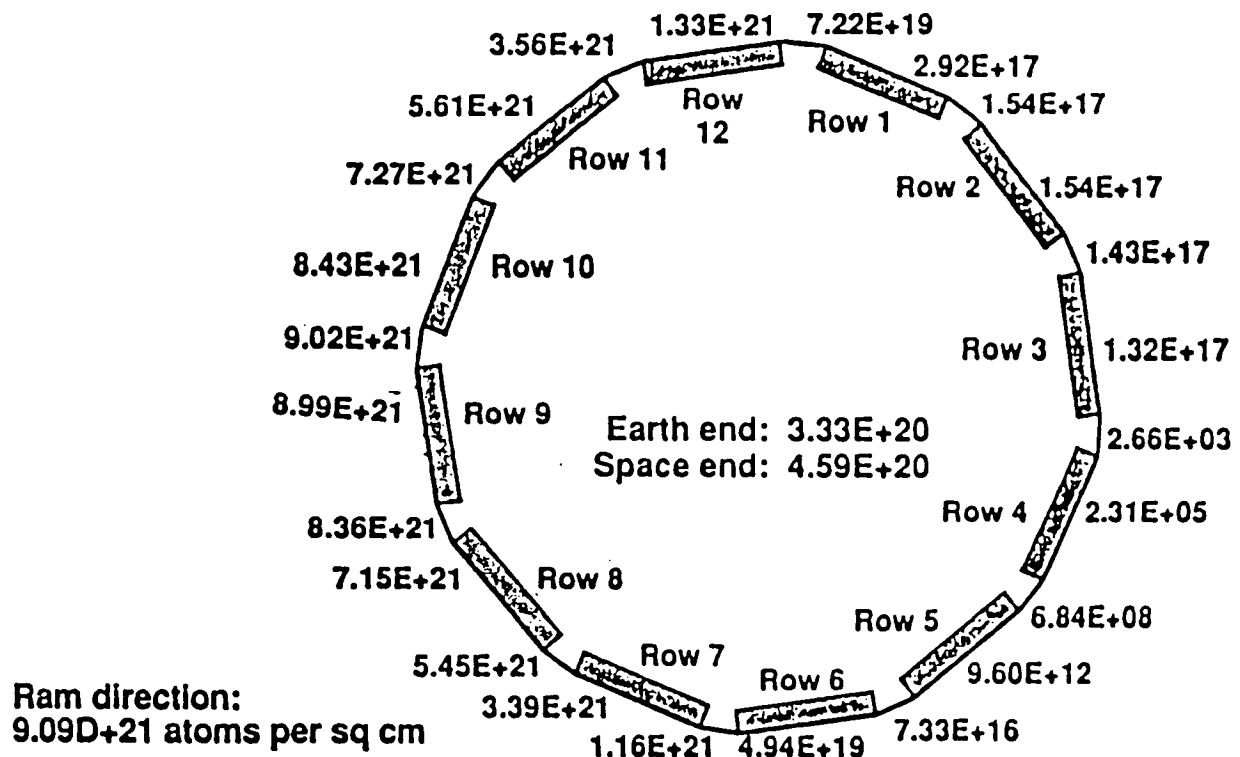 1.33E+21
7.22E+19
3.56E+21
2.92E+17
5.61E+21
Row
12
Row 1
1.54E+17
Row 11
7.27E+21
Row 2
1.54E+17
8.43E+21
Row 10
1.43E+17
9.02E+21
Row 3
1.32E+17
8.99E+21
Row 9
Earth end: 3.33E+20
2.66E+03
Space end: 4.59E+20
Row 4
2.31E+05
8.36E+21
7.15E+21
Row 8
Row 5
6.84E+08
5.45E+21
Row 7
9.60E+12
3.39E+21
Row 6
Ram direction:
9.09D+21 atoms per sq cm
1.16E+21
4.94E+19
7.33E+16